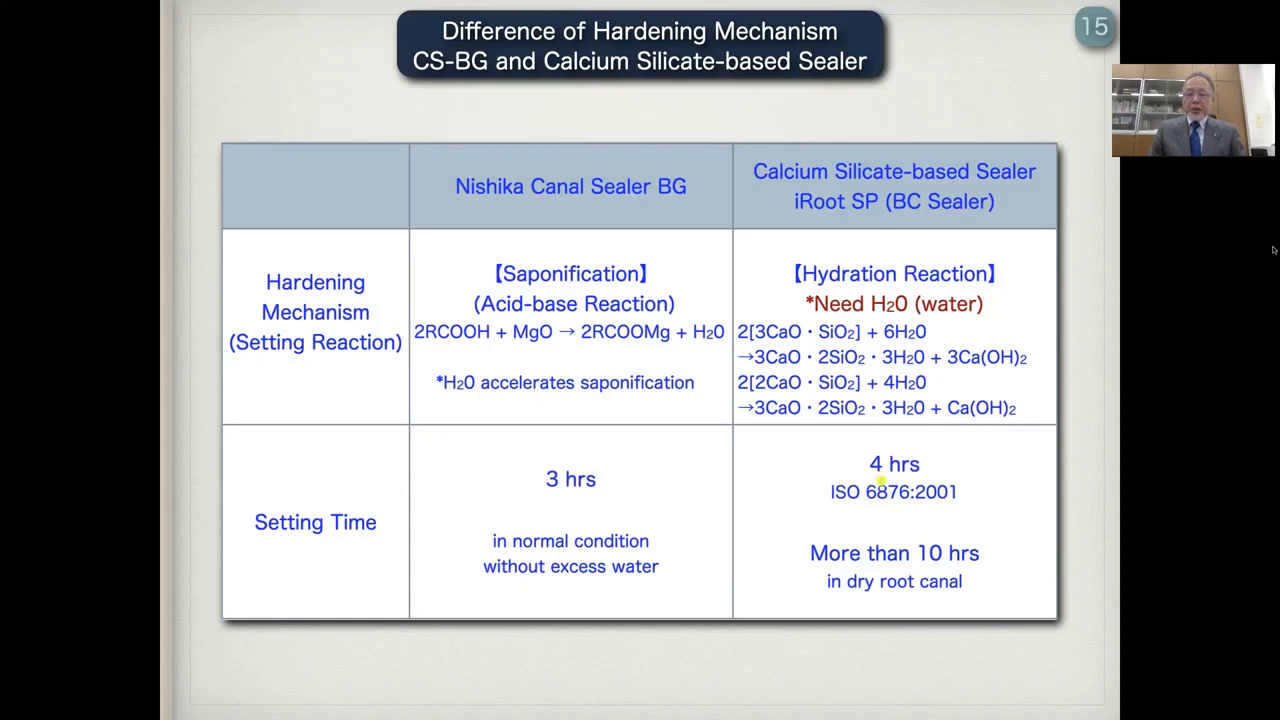 Difference of Hardening Mechanism
CS-BG and Calcium Silicate-based Sealer
15
Nishika Canal Sealer BG
Calcium Silicate-based Sealer
iRoot SP (BC Sealer)
Hardening
Mechanism
(Setting Reaction)
【Saponification】
(Acid-base Reaction)
2RCOOH + MgO → 2RCOOMg + H₂0
*H₂0 accelerates saponification
【Hydration Reaction】
*Need H₂0 (water)
2[3CaO・SiO₂] + 6H₂0
→3CaO・2SiO₂・3H₂0 + 3Ca(OH)₂
2[2CaO・SiO₂] + 4H₂0
→3CaO・2SiO₂・3H₂0 + Ca(OH)₂
Setting Time
3 hrs
in normal condition
without excess water
4 hrs
ISO 6876:2001
More than 10 hrs
in dry root canal